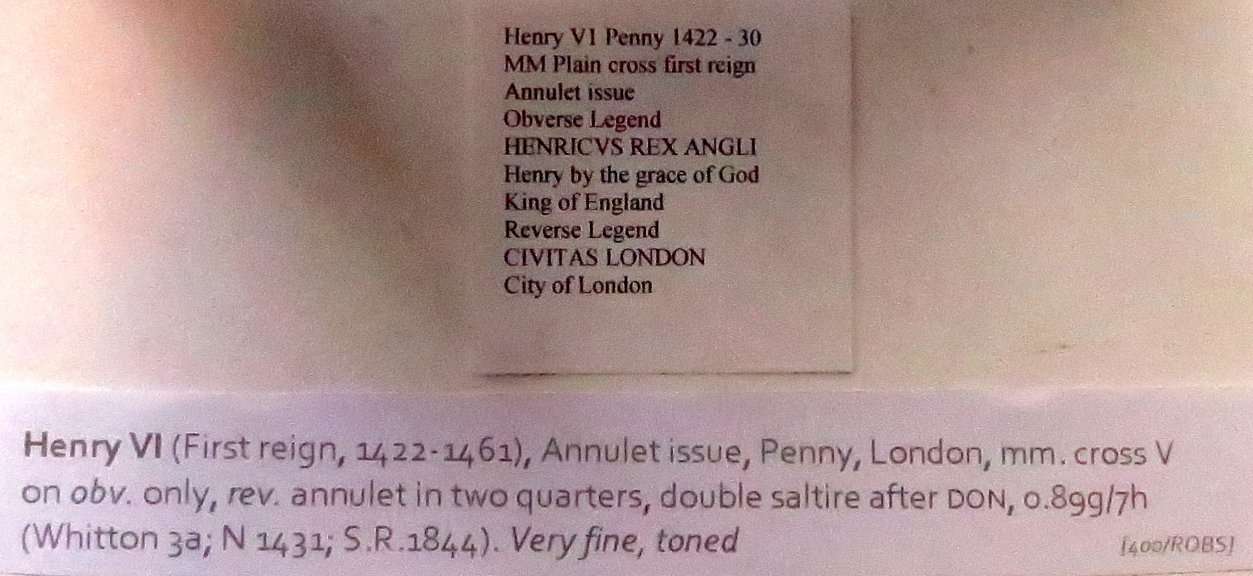 Henry V1 Penny 1422 - 30
MM Plain cross first reign
Annulet issue
Obverse Legend
HENRICVS REX ANGLI
Henry by the grace of God
King of England
Reverse Legend
CIVITAS LONDON
City of London
Henry VI (First reign, 1422-1461), Annulet issue, Penny, London, mm. cross V
on obv. only, rev. annulet in two quarters, double saltire after DON, 0.89g/7h
(Whitton 3a; N 1431; S.R.1844). Very fine, toned
[400/ROBS]